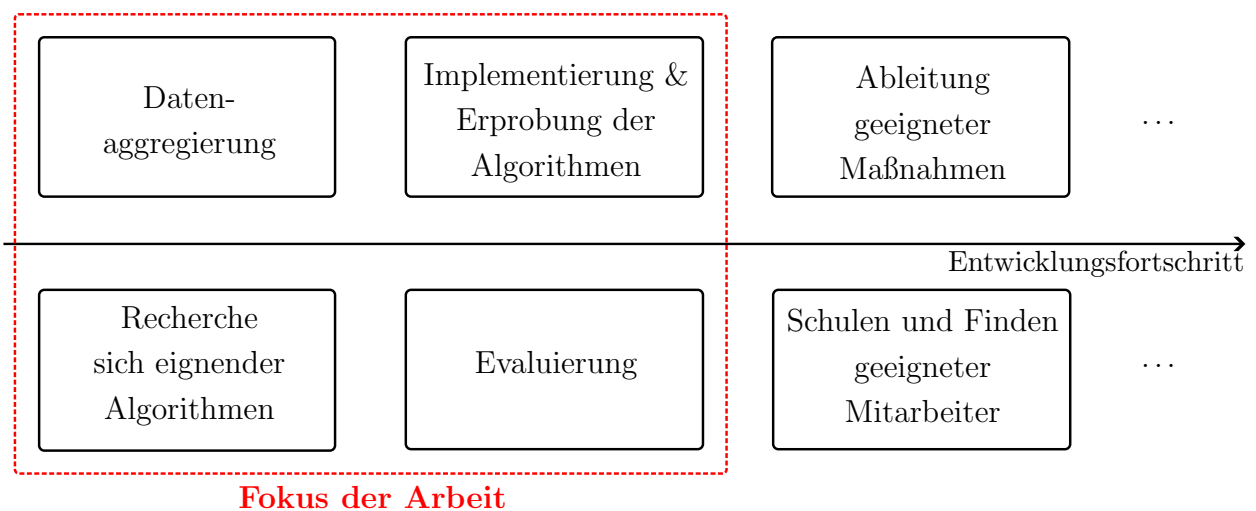 Daten-
aggregierung
Implementierung &
Erprobung der
Algorithmen
Ableitung
geeigneter
Maßnahmen
...
Entwicklungsfortschritt
Recherche
sich eignender
Algorithmen
Evaluierung
Schulen und Finden
geeigneter
Mitarbeiter
...
Fokus der Arbeit